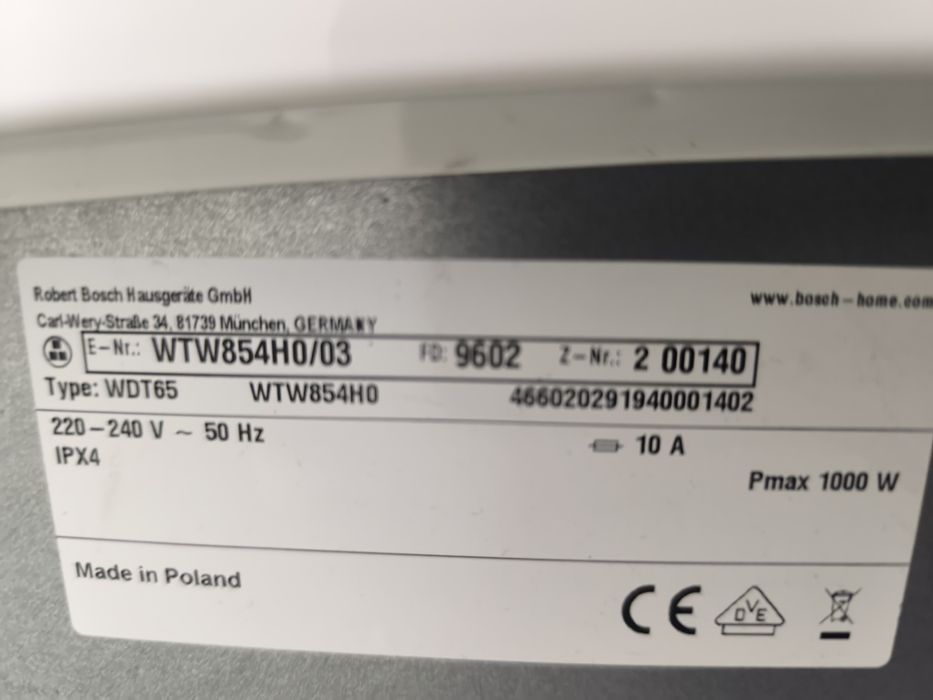 Robert Bosch Hausgeräte GmbH
www.bosch-home.com
Carl-Wery-Straße 34, 81739 München, GERMANY
E-Nr.: WTW854H0/03 FD: 9602 Z-Nr.: 2 00140
Type: WDT65 WTW854H0 466020291940001402
220-240 V ~ 50 Hz 10 A
IPX4
Pmax 1000 W
Made in Poland
CE DVE